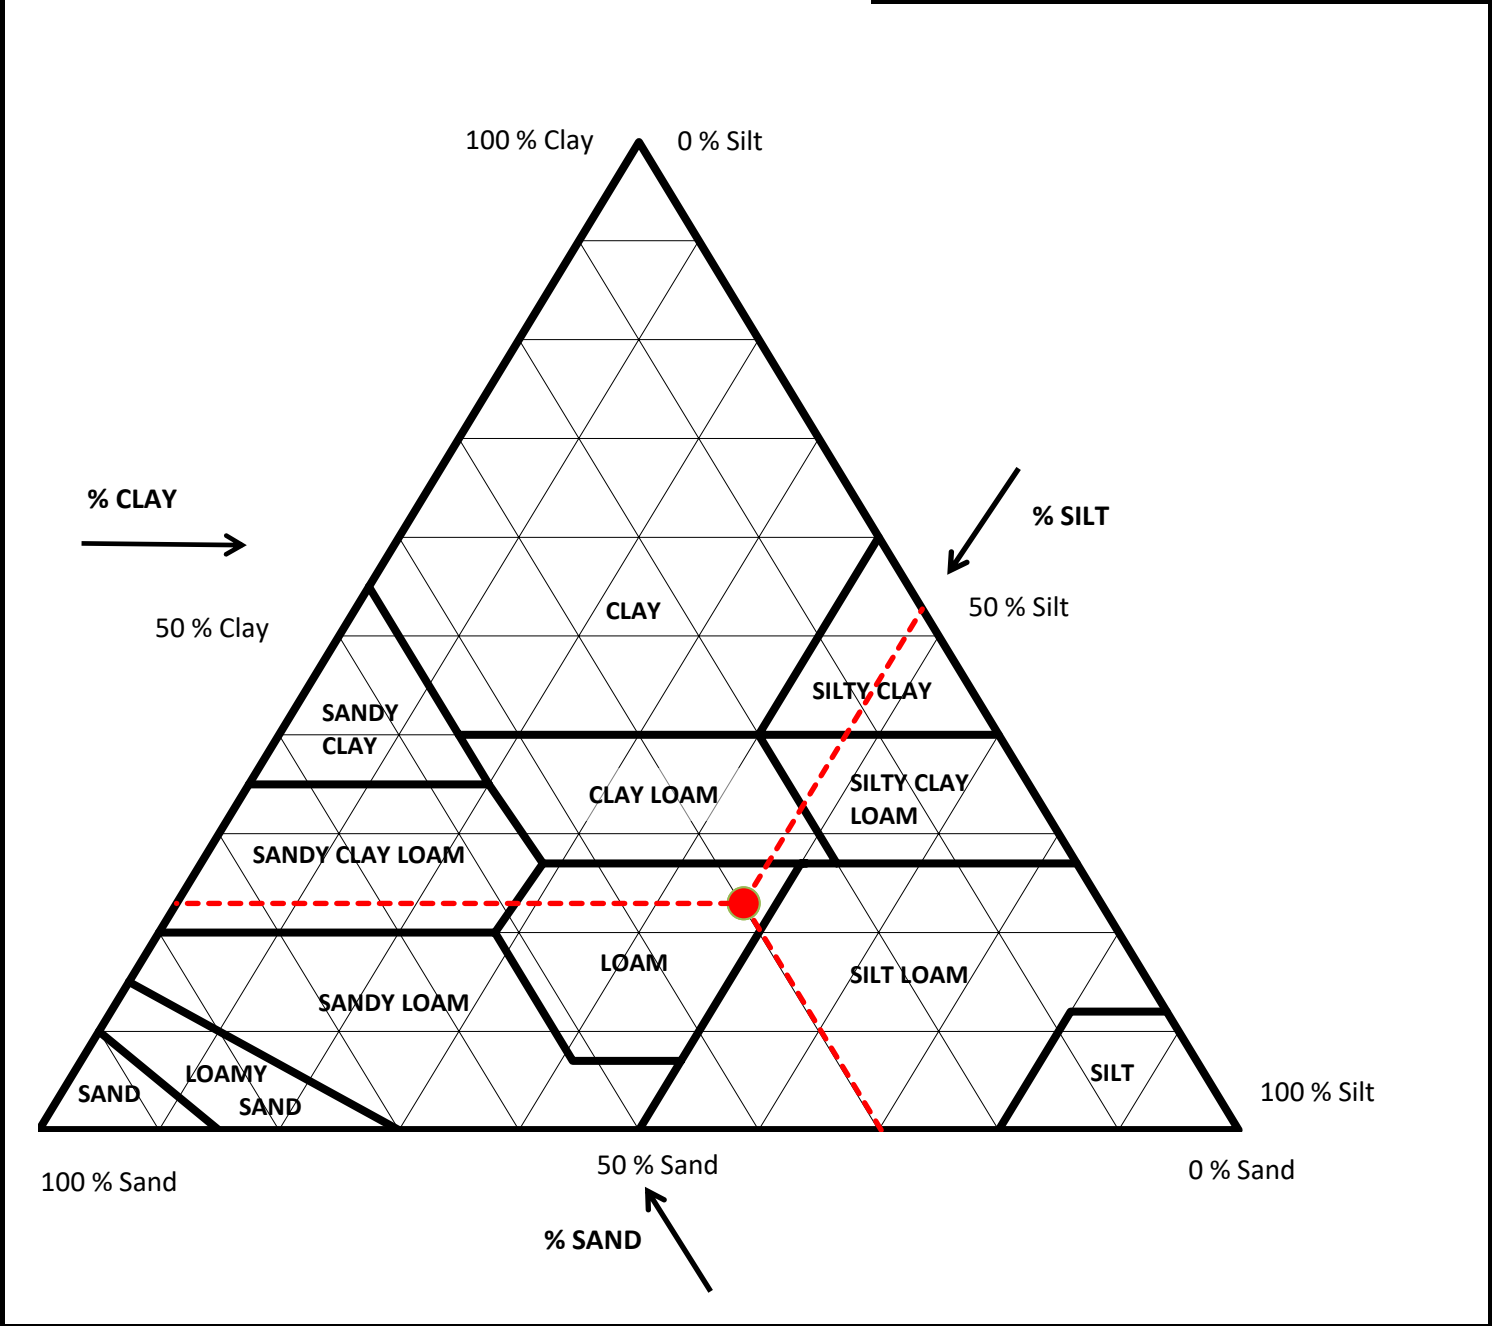 100 % Clay
0 % Silt
% CLAY
% SILT
50 % Silt
CLAY
50 % Clay
SILTY CLAY
SANDY
CLAY
SILTY CLAY
LOAM
CLAY LOAM
SANDY CLAY LOAM
LOAM
SILT LOAM
SANDY LOAM
LOAMY
SAND
SAND
SILT
100 % Silt
50 % Sand
0 % Sand
100 % Sand
% SAND